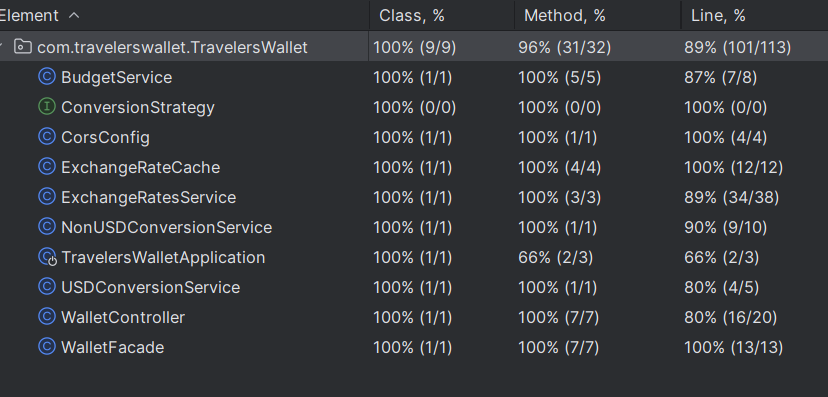 Element Class, % Method, % Line, %
com.travelerswallet.TravelersWallet 100% (9/9) 96% (31/32) 89% (101/113)
C BudgetService 100% (1/1) 100% (5/5) 87% (7/8)
I ConversionStrategy 100% (0/0) 100% (0/0) 100% (0/0)
C CorsConfig 100% (1/1) 100% (1/1) 100% (4/4)
C ExchangeRateCache 100% (1/1) 100% (4/4) 100% (12/12)
C ExchangeRatesService 100% (1/1) 100% (3/3) 89% (34/38)
C NonUSDConversionService 100% (1/1) 100% (1/1) 90% (9/10)
C TravelersWalletApplication 100% (1/1) 66% (2/3) 66% (2/3)
C USDConversionService 100% (1/1) 100% (1/1) 80% (4/5)
C WalletController 100% (1/1) 100% (7/7) 80% (16/20)
C WalletFacade 100% (1/1) 100% (7/7) 100% (13/13)